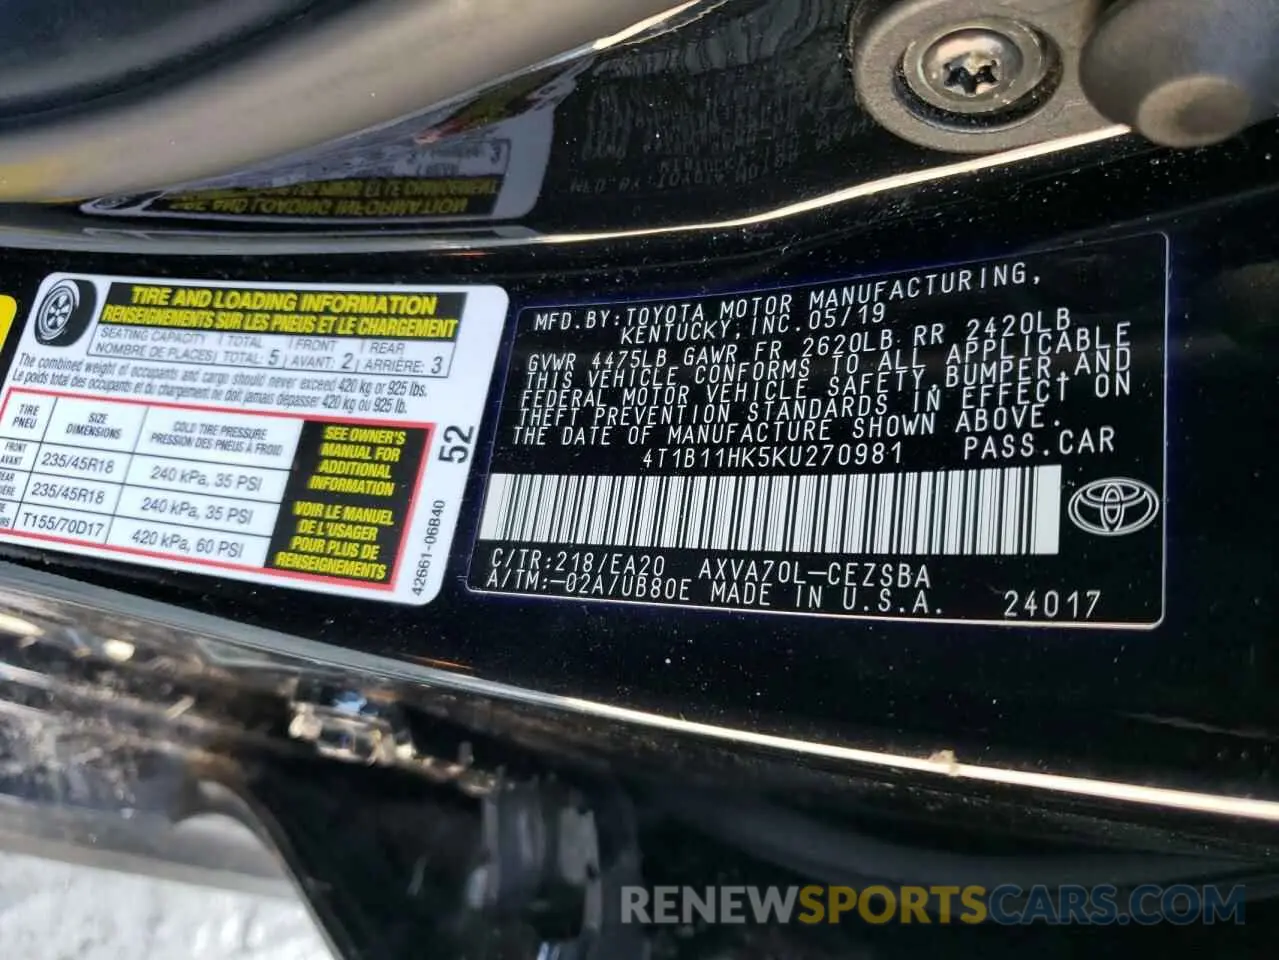 TIRE AND LOADING INFORMATION
RENSEIGNEMENTS SUR LES PNEUS ET LE CHARGEMENT
SEATING CAPACITY TOTAL FRONT REAR
NOMBRE DE PLACES TOTAL: 5 AVANT: 2 ARRIÈRE: 3
The combined weight of occupants and cargo should never exceed 420 kg or 925 lbs.
Le poids total des occupants et du chargement ne doit jamais dépasser 420 kg ou 925 lb.
TIRE SIZE COLD TIRE PRESSURE
PNEU DIMENSIONS PRESSION DES PNEUS À FROID
FRONT
AVANT 235/45R18 240 kPa, 35 PSI
235/45R18 240 kPa, 35 PSI
T155/70D17 420 kPa, 60 PSI
SEE OWNER'S
MANUAL FOR
ADDITIONAL
INFORMATION
VOIR LE MANUEL
DE L'USAGER
POUR PLUS DE
RENSEIGNEMENTS
52
42661-06B40
MFD.BY:TOYOTA MOTOR MANUFACTURING,
KENTUCKY,INC.05/19
GVWR 4475LB GAWR FR 2620LB RR 2420LB
THIS VEHICLE CONFORMS TO ALL APPLICABLE
FEDERAL MOTOR VEHICLE SAFETY,BUMPER,AND
THEFT PREVENTION STANDARDS IN EFFECT ON
THE DATE OF MANUFACTURE SHOWN ABOVE.
4T1B11HK5KU270981 PASS.CAR
C/TR:218/EA20 AXVA70L-CEZSBA
A/TM:-02A/UB80E MADE IN U.S.A. 24017
RENEWSPORTSCARS.COM